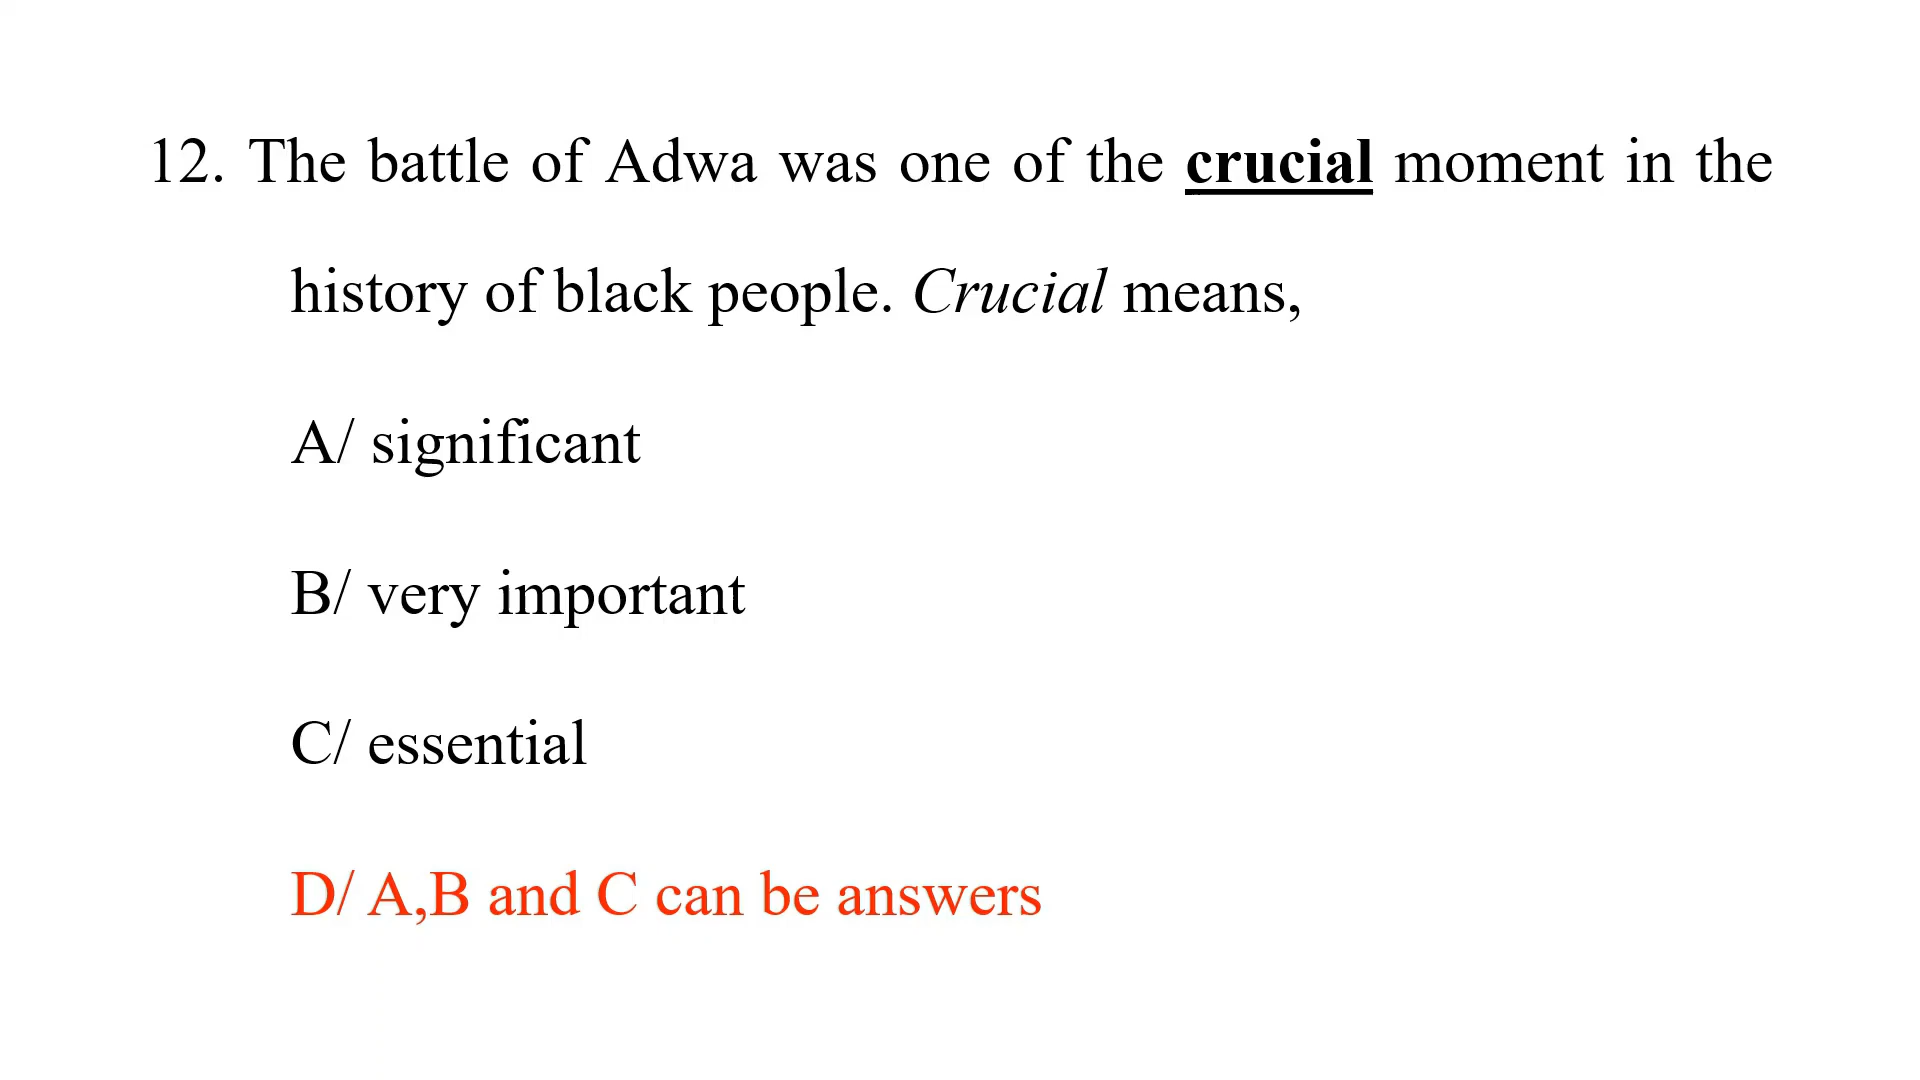 12. The battle of Adwa was one of the crucial moment in the
history of black people. Crucial means,
A/ significant
B/ very important
C/ essential
D/ A,B and C can be answers